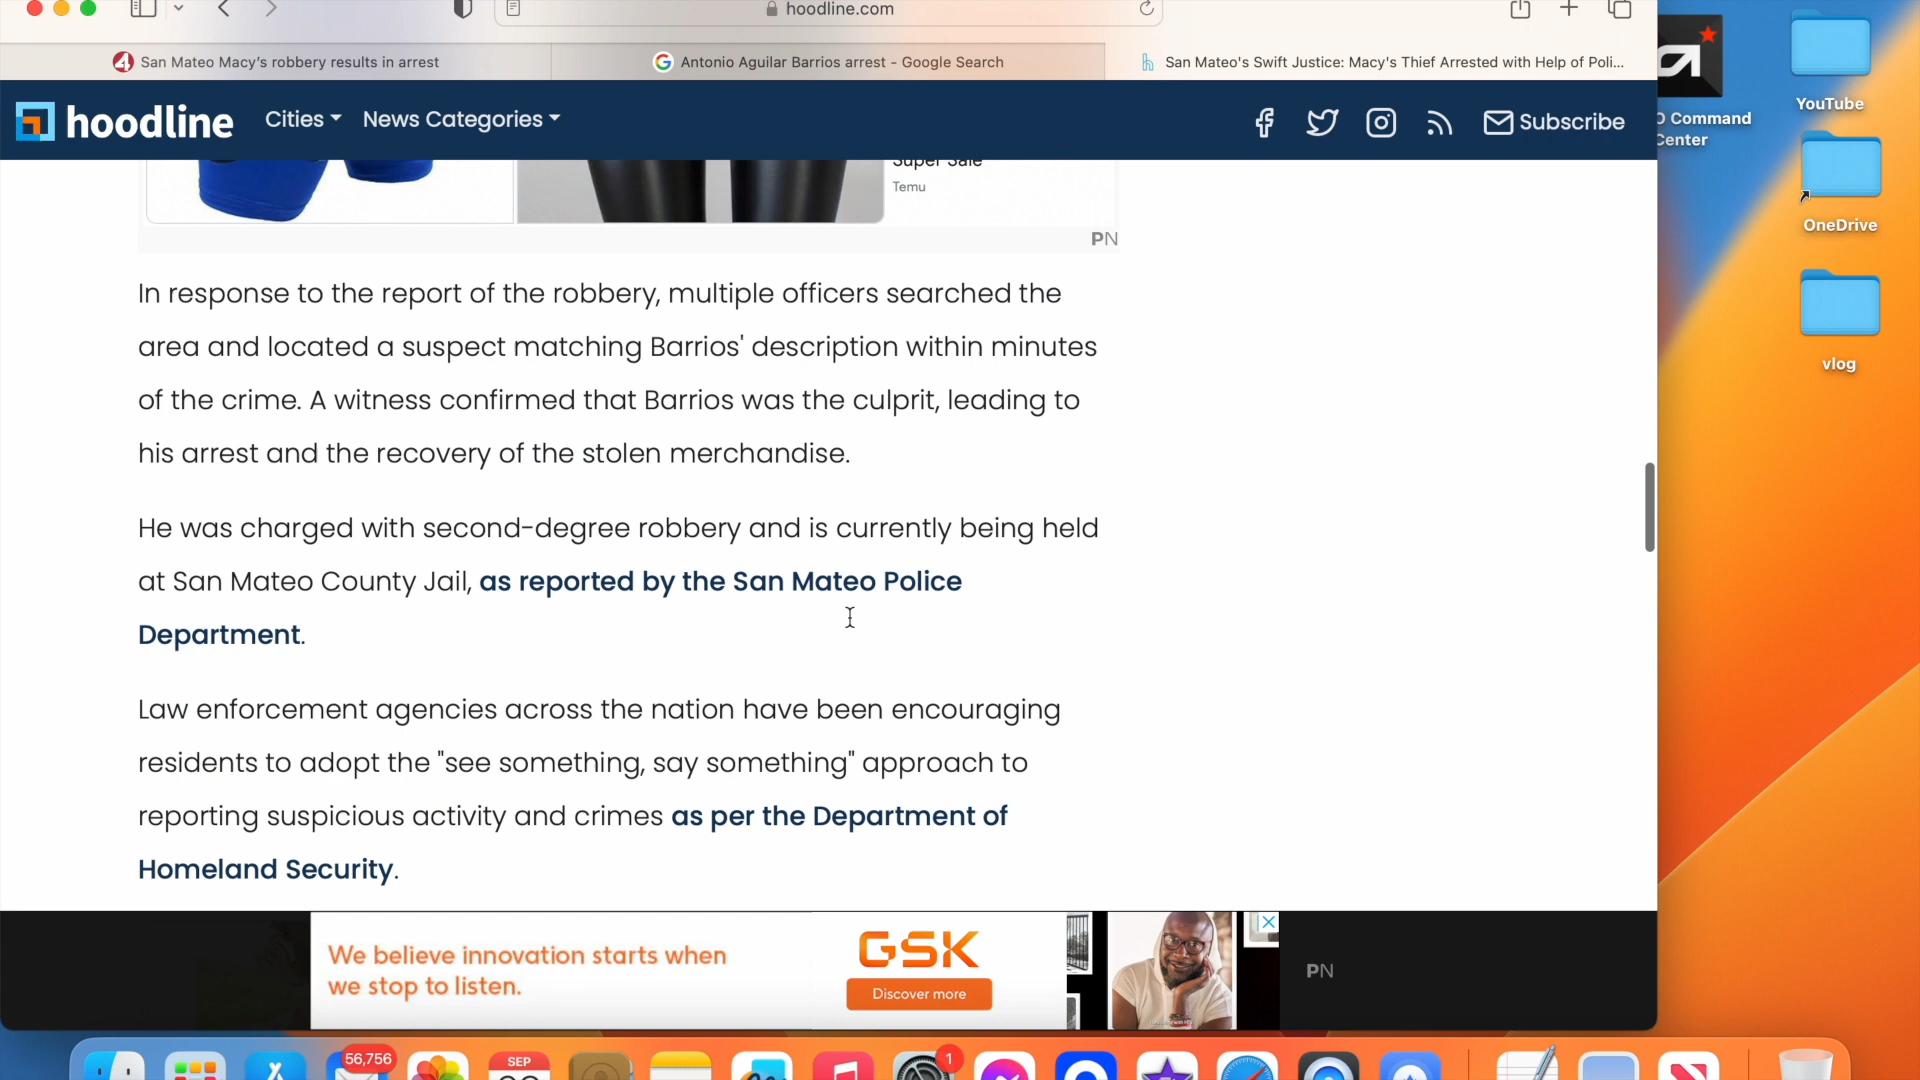 hoodline.com
San Mateo Macy's robbery results in arrest
Antonio Aguilar Barrios arrest - Google Search
San Mateo's Swift Justice: Macy's Thief Arrested with Help of Poli...
hoodline
Cities
News Categories
Subscribe
Super Sale
Temu
PN
In response to the report of the robbery, multiple officers searched the
area and located a suspect matching Barrios' description within minutes
of the crime. A witness confirmed that Barrios was the culprit, leading to
his arrest and the recovery of the stolen merchandise.
He was charged with second-degree robbery and is currently being held
at San Mateo County Jail, as reported by the San Mateo Police
Department.
Law enforcement agencies across the nation have been encouraging
residents to adopt the "see something, say something" approach to
reporting suspicious activity and crimes as per the Department of
Homeland Security.
We believe innovation starts when
we stop to listen.
GSK
Discover more
PN
Command
Center
YouTube
OneDrive
vlog
56,756
SEP
1